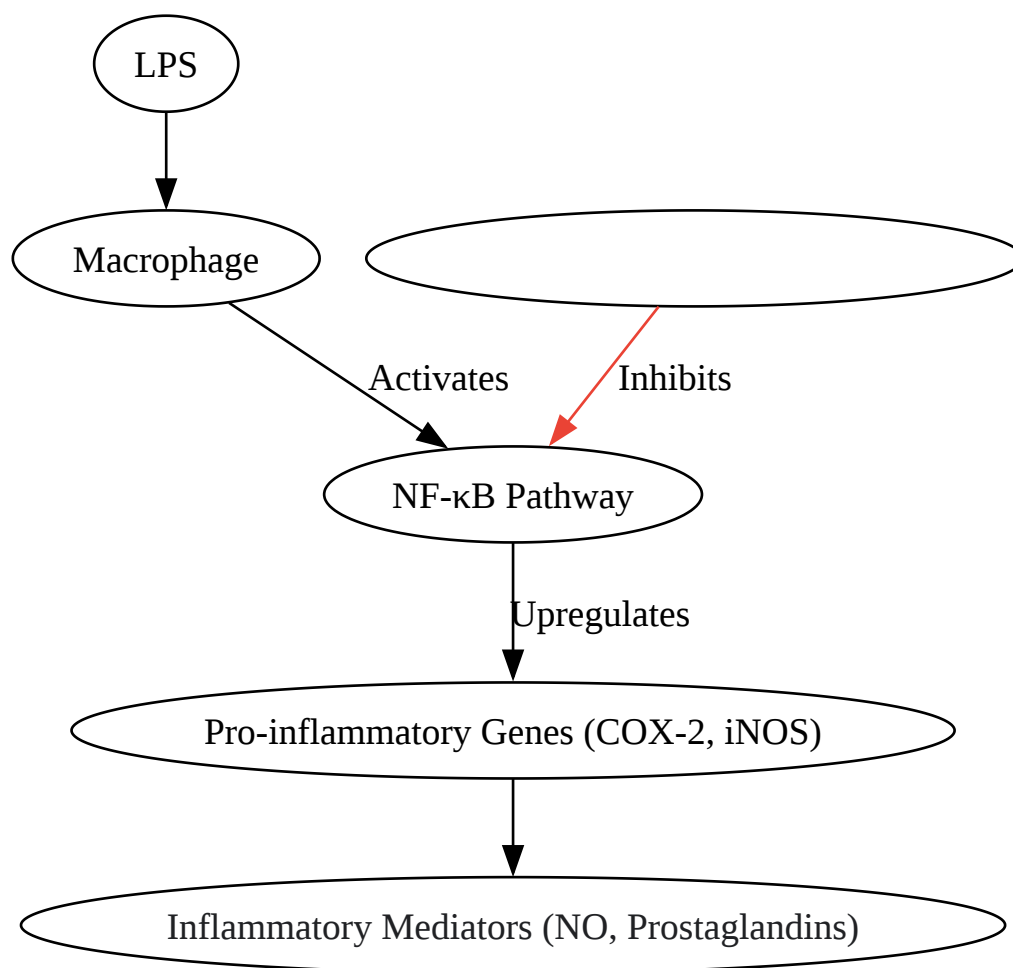 LPS
Macrophage
Activates
Inhibits
NF-κB Pathway
Upregulates
Pro-inflammatory Genes (COX-2, iNOS)
Inflammatory Mediators (NO, Prostaglandins)